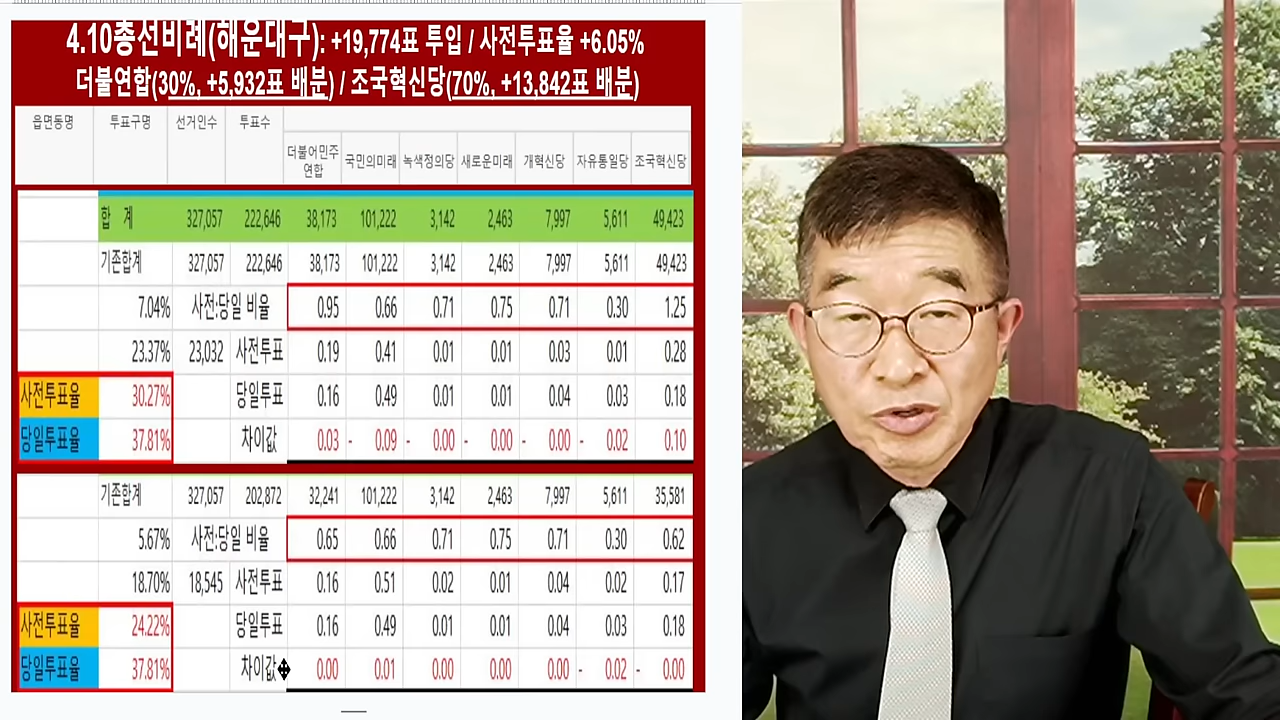 4.10총선비례(해운대구): +19,774표 투입 / 사전투표율 +6.05%
더불연합(30%, +5,932표 배분) / 조국혁신당(70%, +13,842표 배분)
읍면동명 투표구명 선거인수 투표수
더불어민주연합 국민의미래 녹색정의당 새로운미래 개혁신당 자유통일당 조국혁신당
합 계 327,057 222,646 38,173 101,222 3,142 2,463 7,997 5,611 49,423
기존합계 327,057 222,646 38,173 101,222 3,142 2,463 7,997 5,611 49,423
7.04% 사전:당일 비율 0.95 0.66 0.71 0.75 0.71 0.30 1.25
23.37% 23,032 사전투표 0.19 0.41 0.01 0.01 0.03 0.01 0.28
사전투표율 30.27% 당일투표 0.16 0.49 0.01 0.01 0.04 0.03 0.18
당일투표율 37.81% 차이값 0.03 - 0.09 - 0.00 - 0.00 - 0.00 - 0.02 0.10
기존합계 327,057 202,872 32,241 101,222 3,142 2,463 7,997 5,611 35,581
5.67% 사전:당일 비율 0.65 0.66 0.71 0.75 0.71 0.30 0.62
18.70% 18,545 사전투표 0.16 0.51 0.02 0.01 0.04 0.02 0.17
사전투표율 24.22% 당일투표 0.16 0.49 0.01 0.01 0.04 0.03 0.18
당일투표율 37.81% 차이값 0.00 0.01 0.00 0.00 0.00 - 0.02 - 0.00